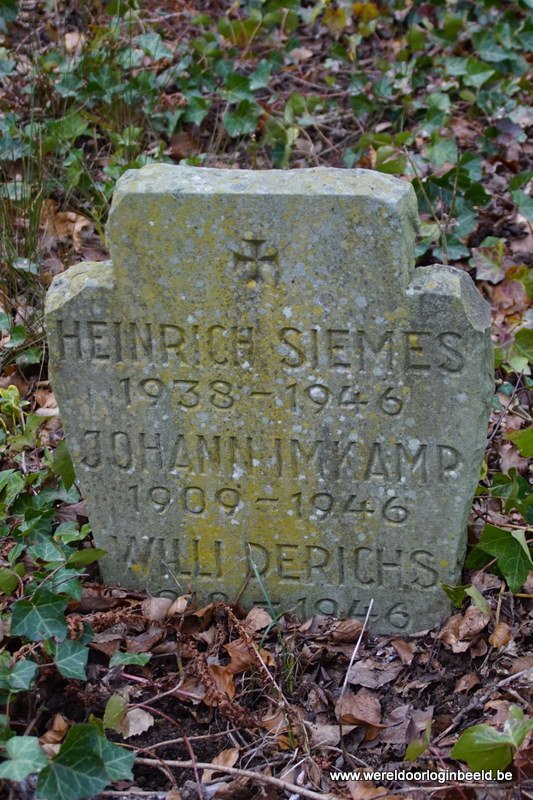 HEINRICH SIEMES
1938 - 1946
JOHANN IMKAMP
1909 - 1946
WILLI DERICHS
- 1946
www.wereldoorloginbeeld.be